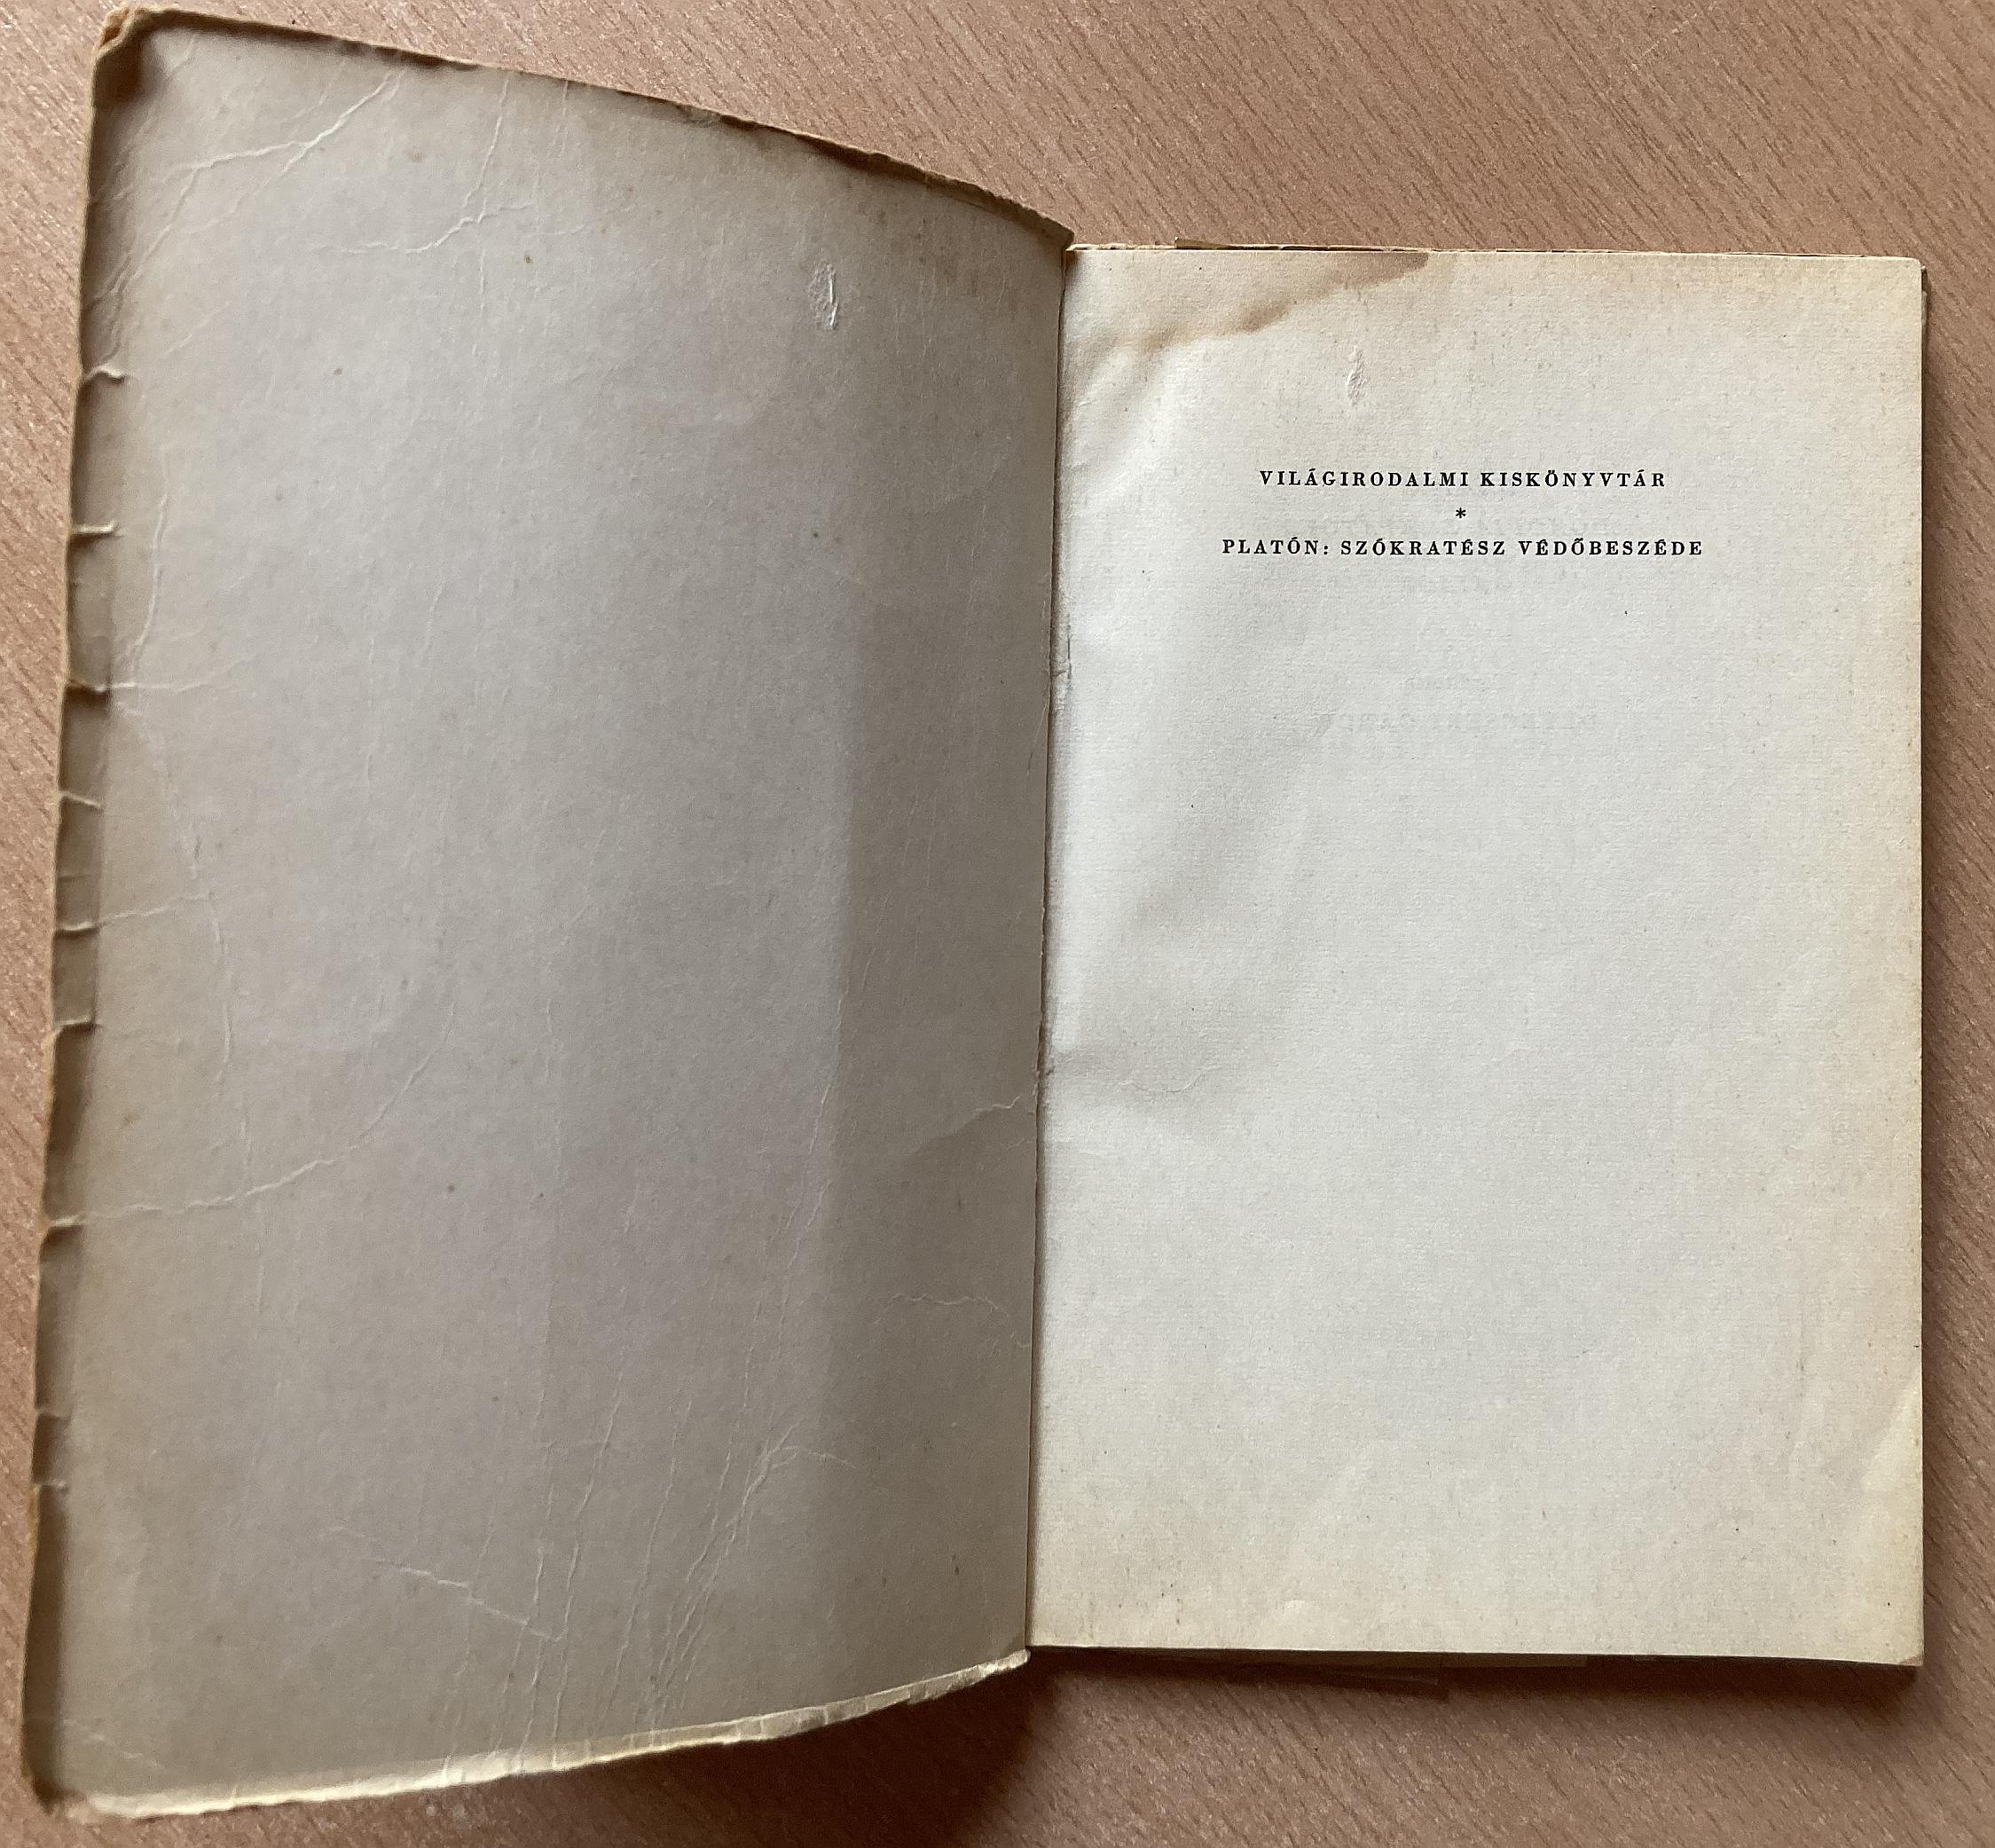 VILÁGIRODALMI KISKÖNYVTÁR
*
PLATÓN: SZÓKRATÉSZ VÉDŐBESZÉDE